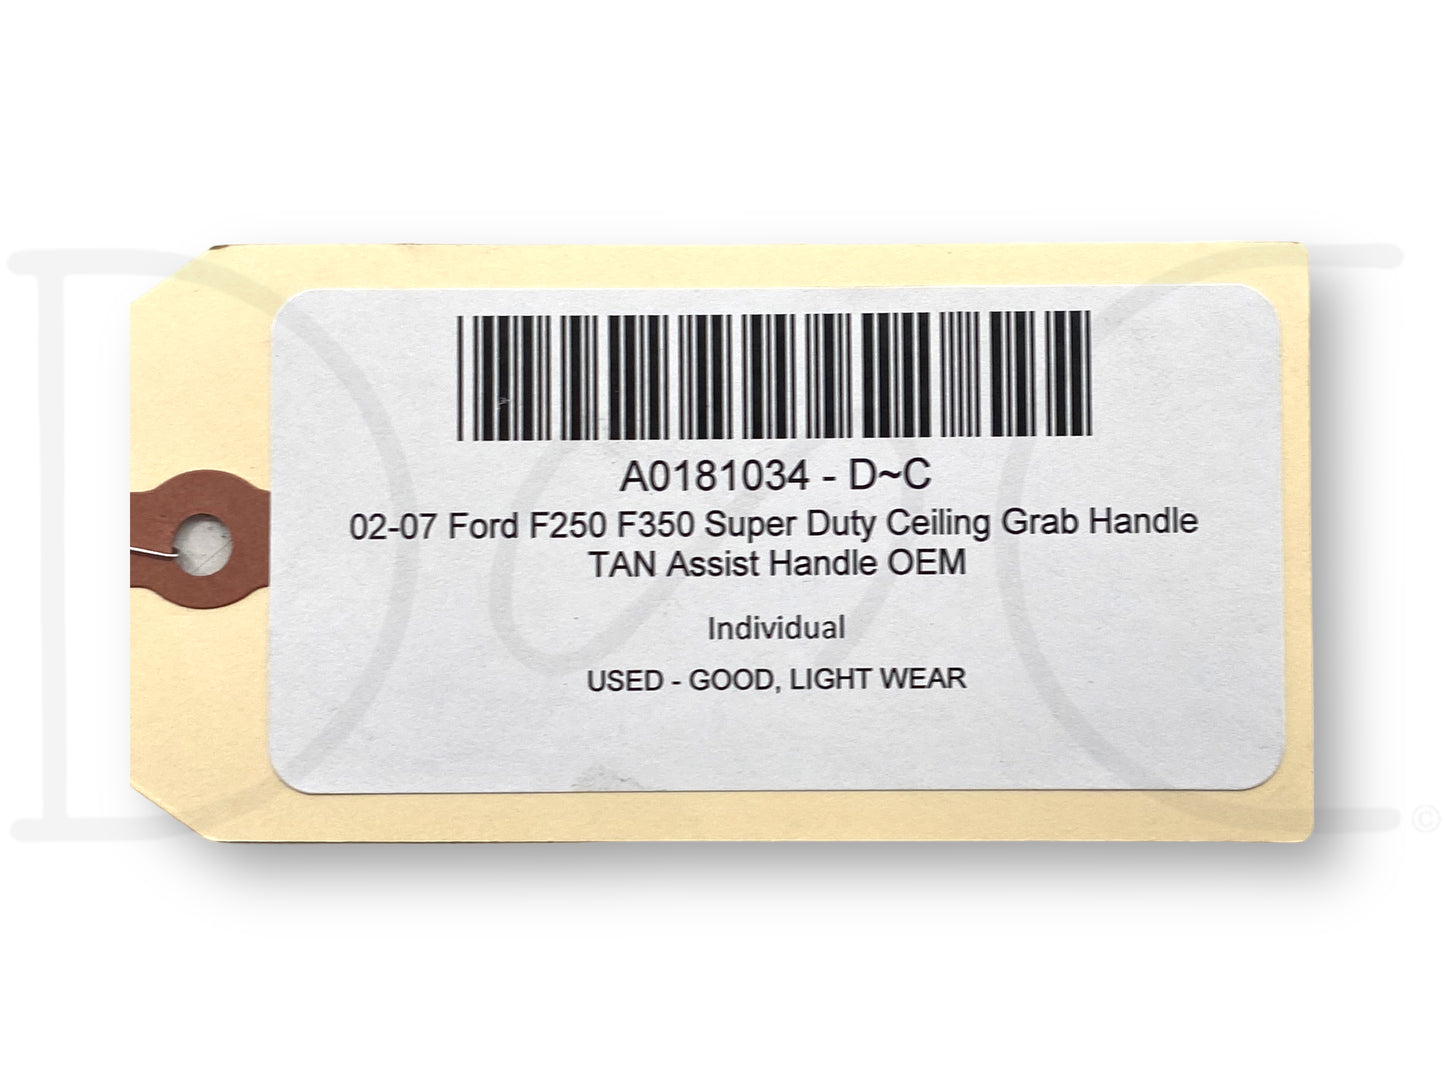 A0181034 - D~C
02-07 Ford F250 F350 Super Duty Ceiling Grab Handle
TAN Assist Handle OEM
Individual
USED - GOOD, LIGHT WEAR
D&C ©